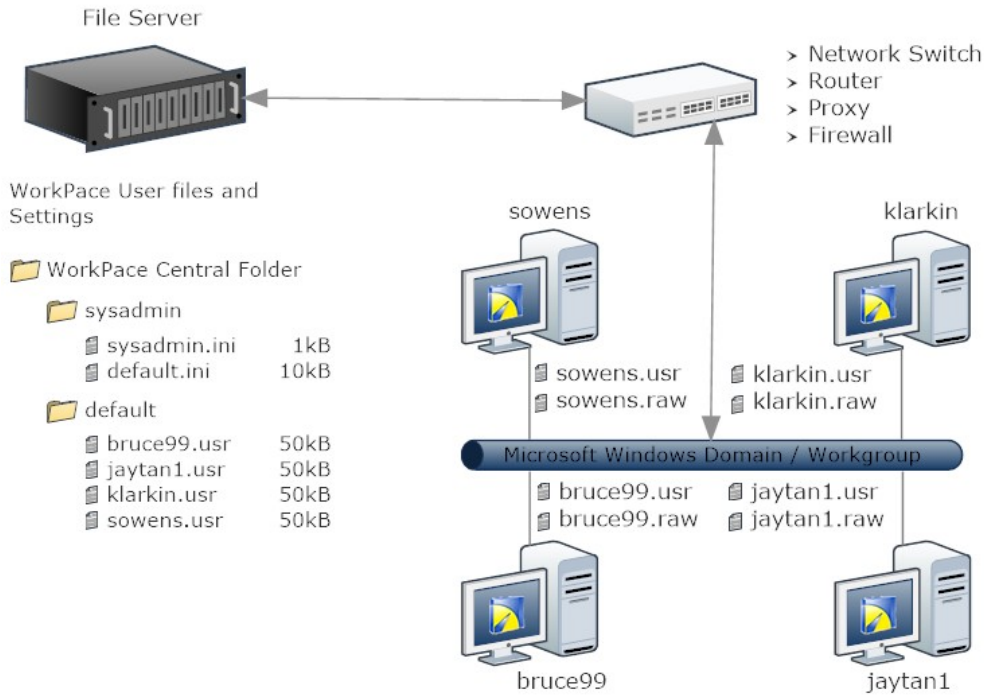 File Server
> Network Switch
> Router
> Proxy
> Firewall
WorkPace User files and
Settings
WorkPace Central Folder
sysadmin
sysadmin.ini 1kB
default.ini 10kB
default
bruce99.usr 50kB
jaytan1.usr 50kB
klarkin.usr 50kB
sowens.usr 50kB
sowens
klarkin
sowens.usr
sowens.raw
klarkin.usr
klarkin.raw
Microsoft Windows Domain / Workgroup
bruce99.usr
bruce99.raw
jaytan1.usr
jaytan1.raw
bruce99
jaytan1